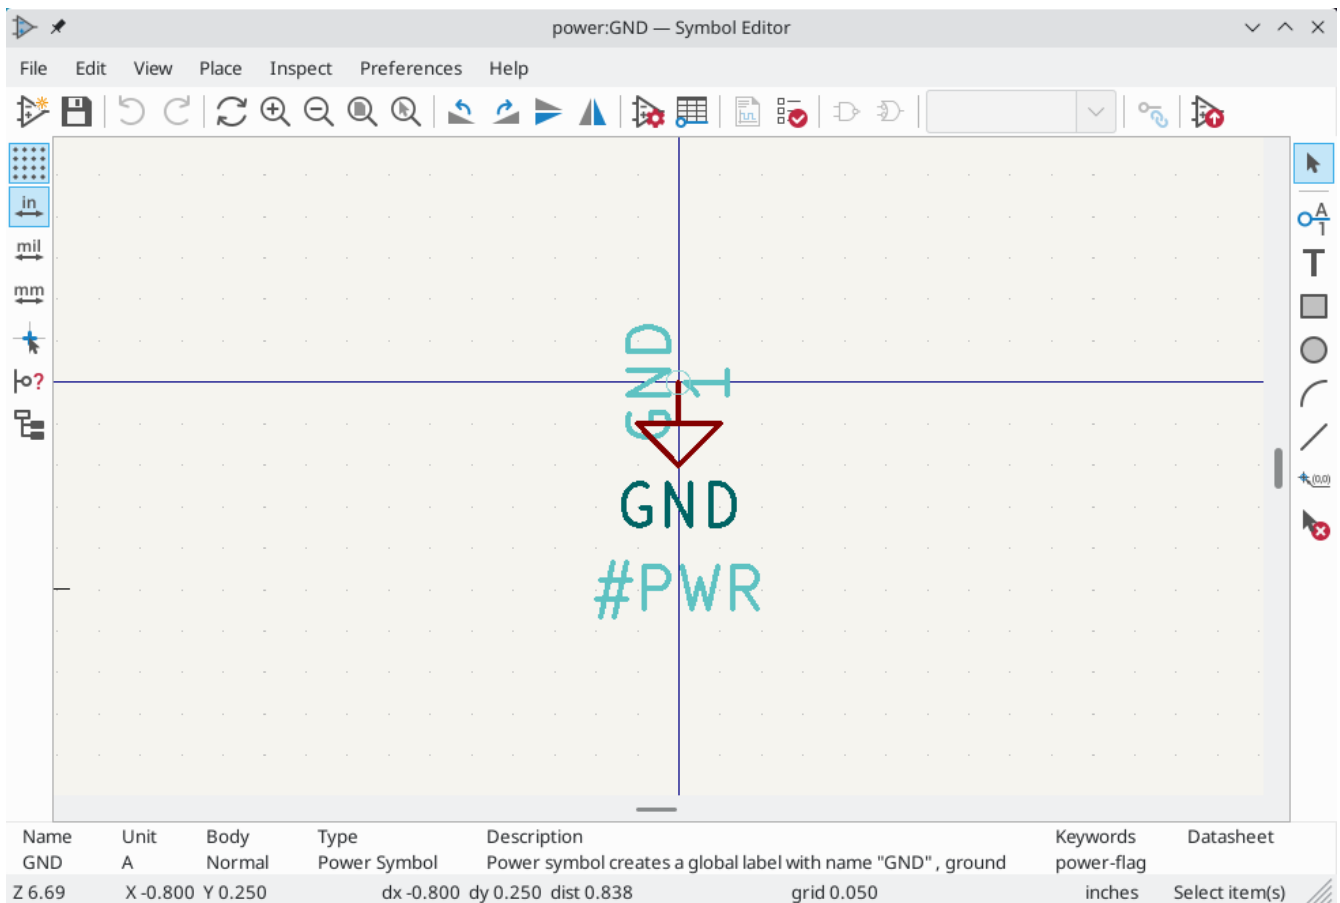 power:GND — Symbol Editor
File Edit View Place Inspect Preferences Help
in
mil
mm
?
A
1
T
(0,0)
GND
1
GND
#PWR
Name Unit Body Type Description Keywords Datasheet
GND A Normal Power Symbol Power symbol creates a global label with name "GND" , ground power-flag
Z 6.69 X -0.800 Y 0.250 dx -0.800 dy 0.250 dist 0.838 grid 0.050 inches Select item(s)